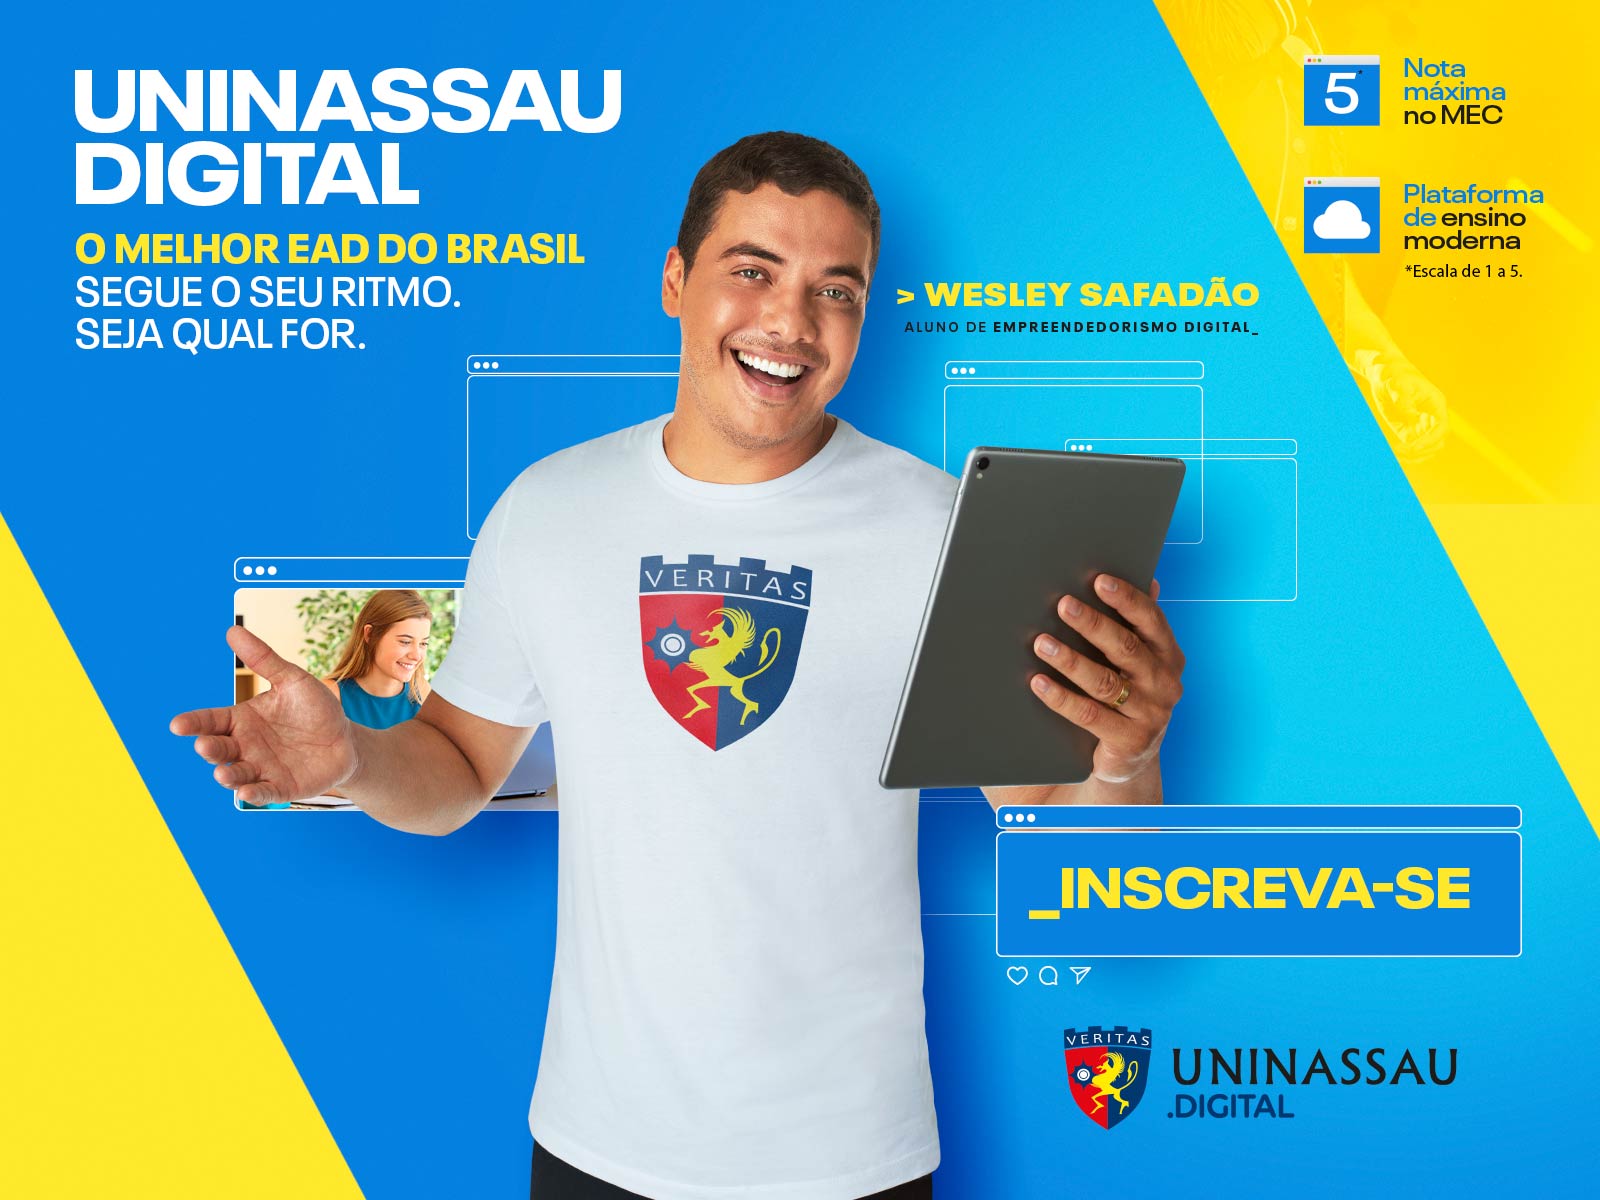 UNINASSAU
DIGITAL
O MELHOR EAD DO BRASIL
SEGUE O SEU RITMO.
SEJA QUAL FOR.
5*
Nota
máxima
no MEC
Plataforma
de ensino
moderna
*Escala de 1 a 5.
> WESLEY SAFADÃO
ALUNO DE EMPREENDEDORISMO DIGITAL_
VERITAS
_INSCREVA-SE
VERITAS
UNINASSAU
.DIGITAL